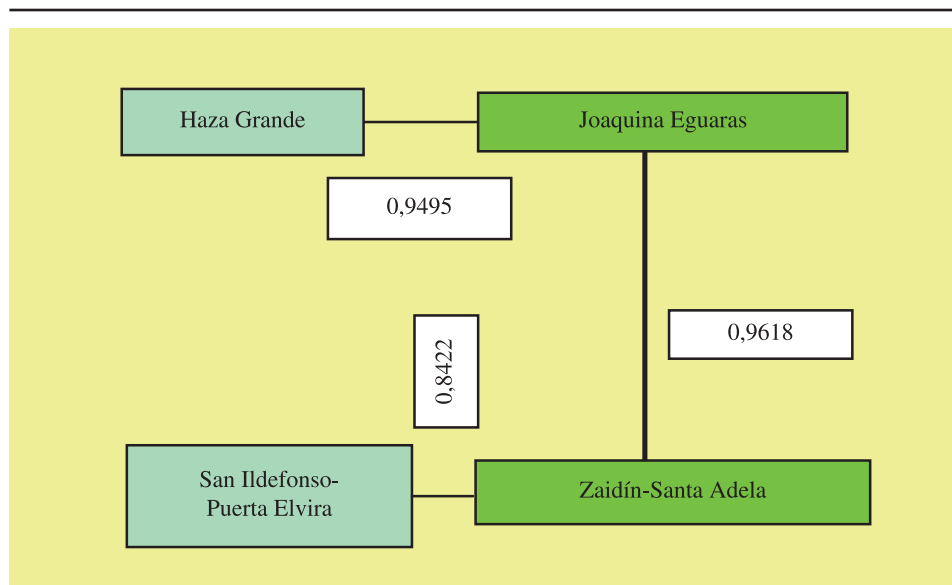 Haza Grande
Joaquina Eguaras
0,9495
0,9618
0,8422
San Ildefonso-
Puerta Elvira
Zaidín-Santa Adela